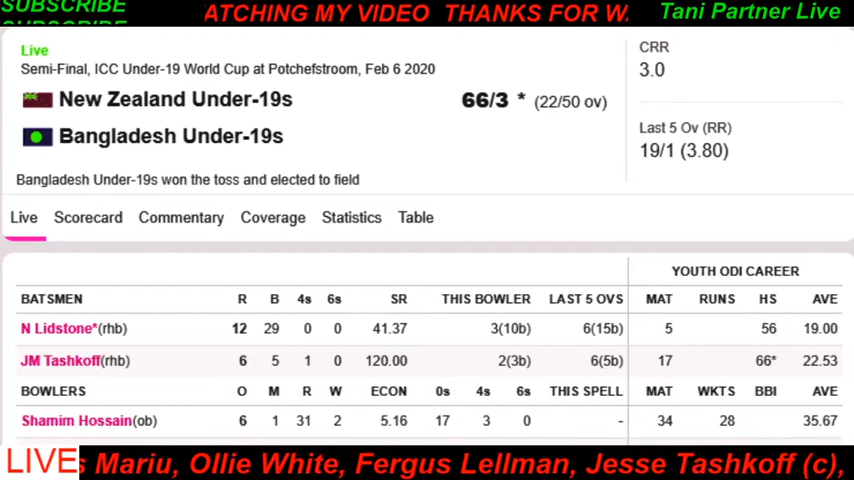 SUBSCRIBE
ATCHING MY VIDEO THANKS FOR WA
Tani Partner Live
SUBSCRIBE
Live
Semi-Final, ICC Under-19 World Cup at Potchefstroom, Feb 6 2020
New Zealand Under-19s 66/3 * (22/50 ov)
Bangladesh Under-19s
Bangladesh Under-19s won the toss and elected to field
CRR
3.0
Last 5 Ov (RR)
19/1 (3.80)
Live Scorecard Commentary Coverage Statistics Table
YOUTH ODI CAREER
BATSMEN R B 4s 6s SR THIS BOWLER LAST 5 OVS MAT RUNS HS AVE
N Lidstone*(rhb) 12 29 0 0 41.37 3(10b) 6(15b) 5 56 19.00
JM Tashkoff(rhb) 6 5 1 0 120.00 2(3b) 6(5b) 17 66* 22.53
BOWLERS O M R W ECON 0s 4s 6s THIS SPELL MAT WKTS BBI AVE
Shamim Hossain(ob) 6 1 31 2 5.16 17 3 0 - 34 28 35.67
LIVE s Mariu, Ollie White, Fergus Lellman, Jesse Tashkoff (c),